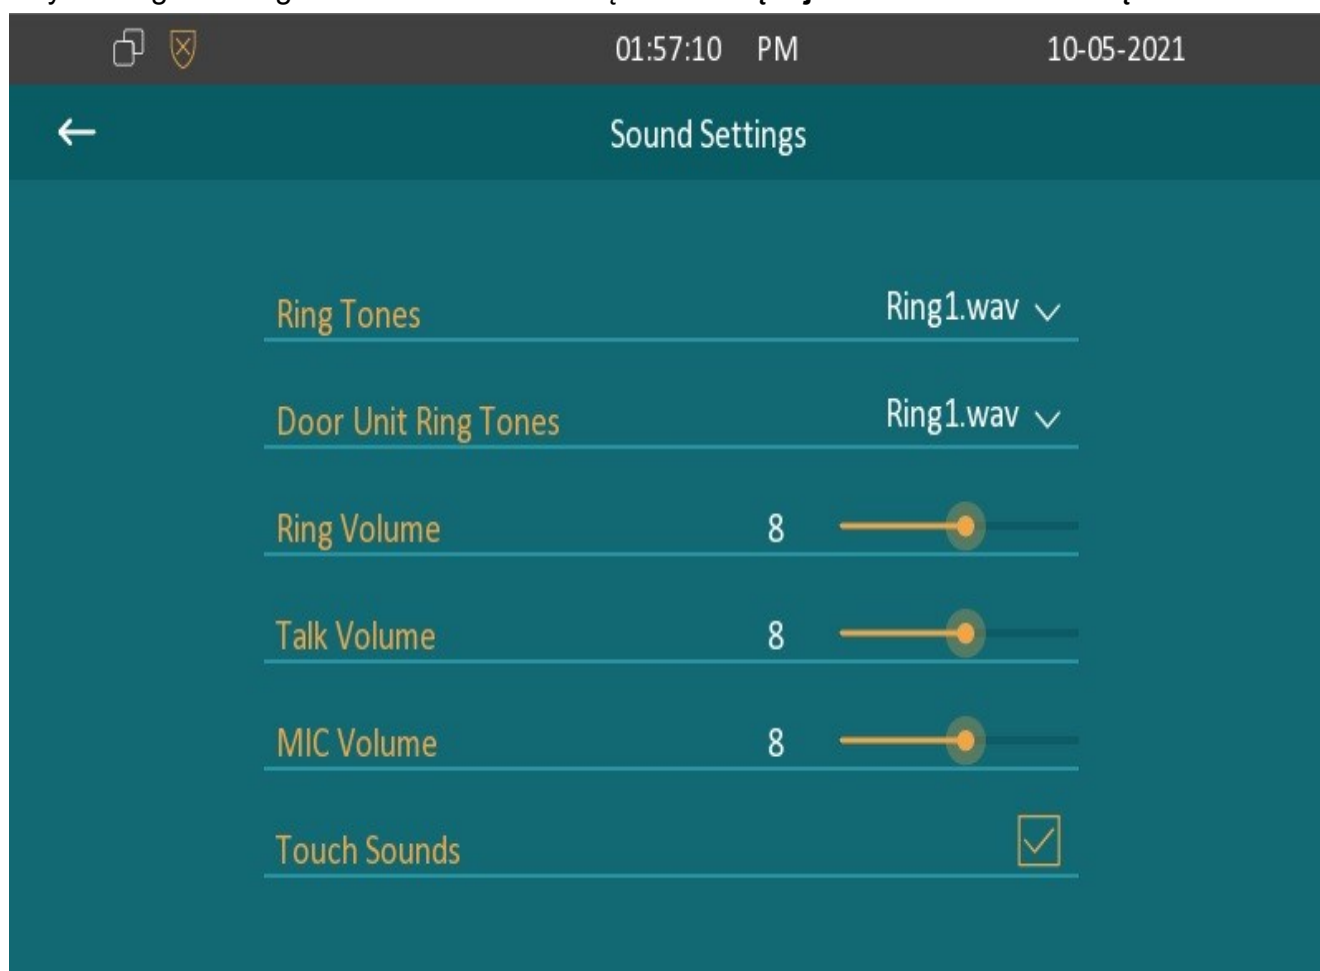 01:57:10 PM 10-05-2021
Sound Settings
Ring Tones Ring1.wav
Door Unit Ring Tones Ring1.wav
Ring Volume 8
Talk Volume 8
MIC Volume 8
Touch Sounds